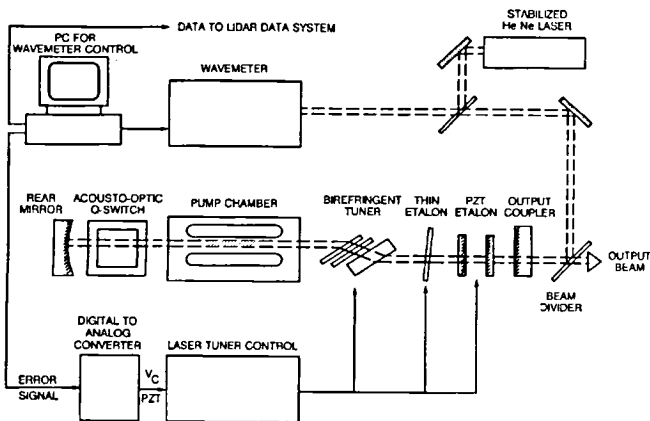 STABILIZED
He Ne LASER
DATA TO LIDAR DATA SYSTEM
PC FOR
WAVEMETER CONTROL
WAVEMETER
REAR
MIRROR
ACOUSTO-OPTIC
Q-SWITCH
PUMP CHAMBER
BIREFRINGENT
TUNER
THIN
ETALON
PZT
ETALON
OUTPUT
COUPLER
OUTPUT
BEAM
BEAM
DIVIDER
DIGITAL TO
ANALOG
CONVERTER
LASER TUNER CONTROL
ERROR
SIGNAL
VC
PZT